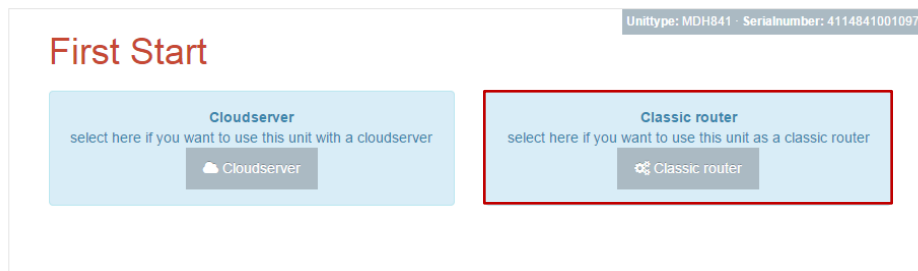 Unittype: MDH841 · Serialnumber: 4114841001097
First Start
Cloudserver
select here if you want to use this unit with a cloudserver
Cloudserver
Classic router
select here if you want to use this unit as a classic router
Classic router